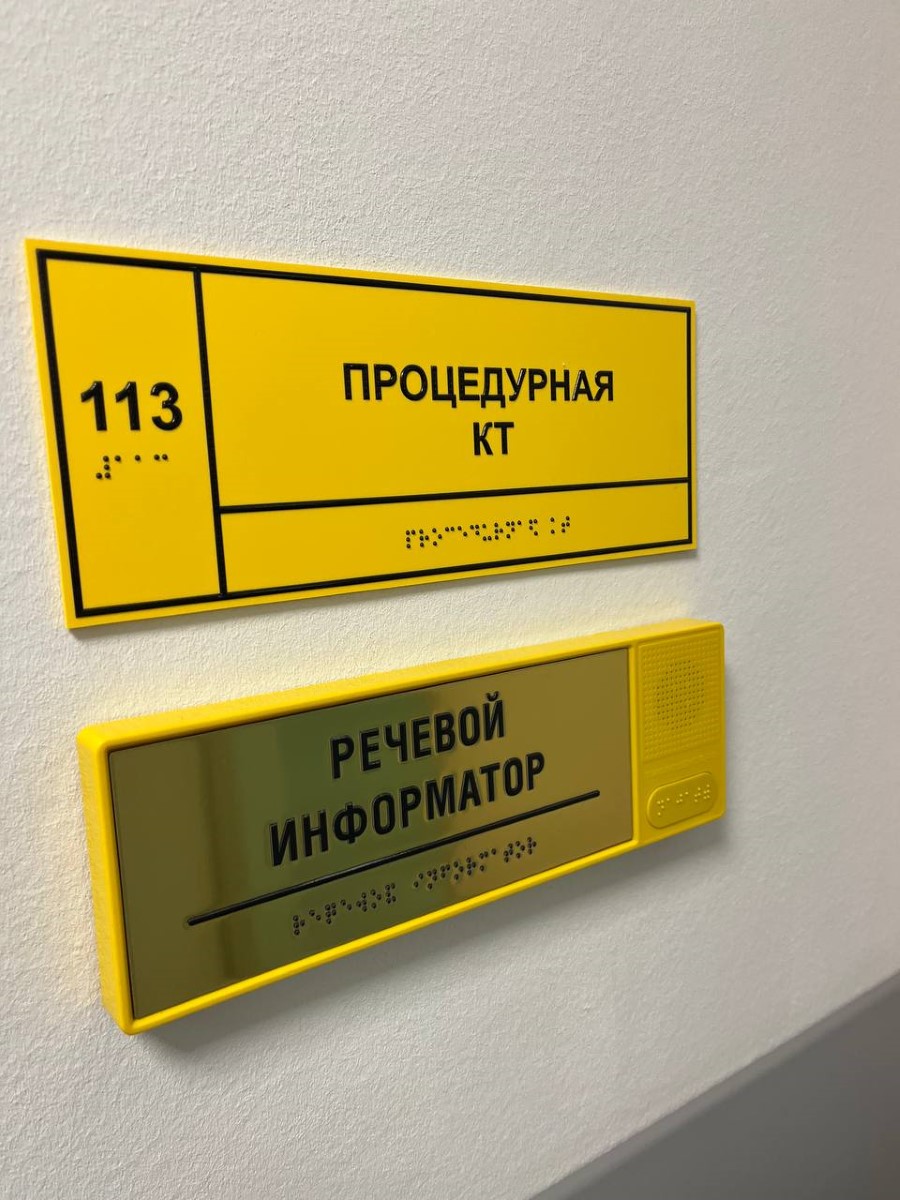 113
ПРОЦЕДУРНАЯ
КТ
⠼⠁⠁⠉
⠏⠗⠕⠉⠑⠙⠥⠗⠝⠁⠫ ⠅⠞
РЕЧЕВОЙ
ИНФОРМАТОР
⠗⠑⠟⠑⠺⠕⠯ ⠊⠝⠋⠕⠗⠍⠁⠞⠕⠗